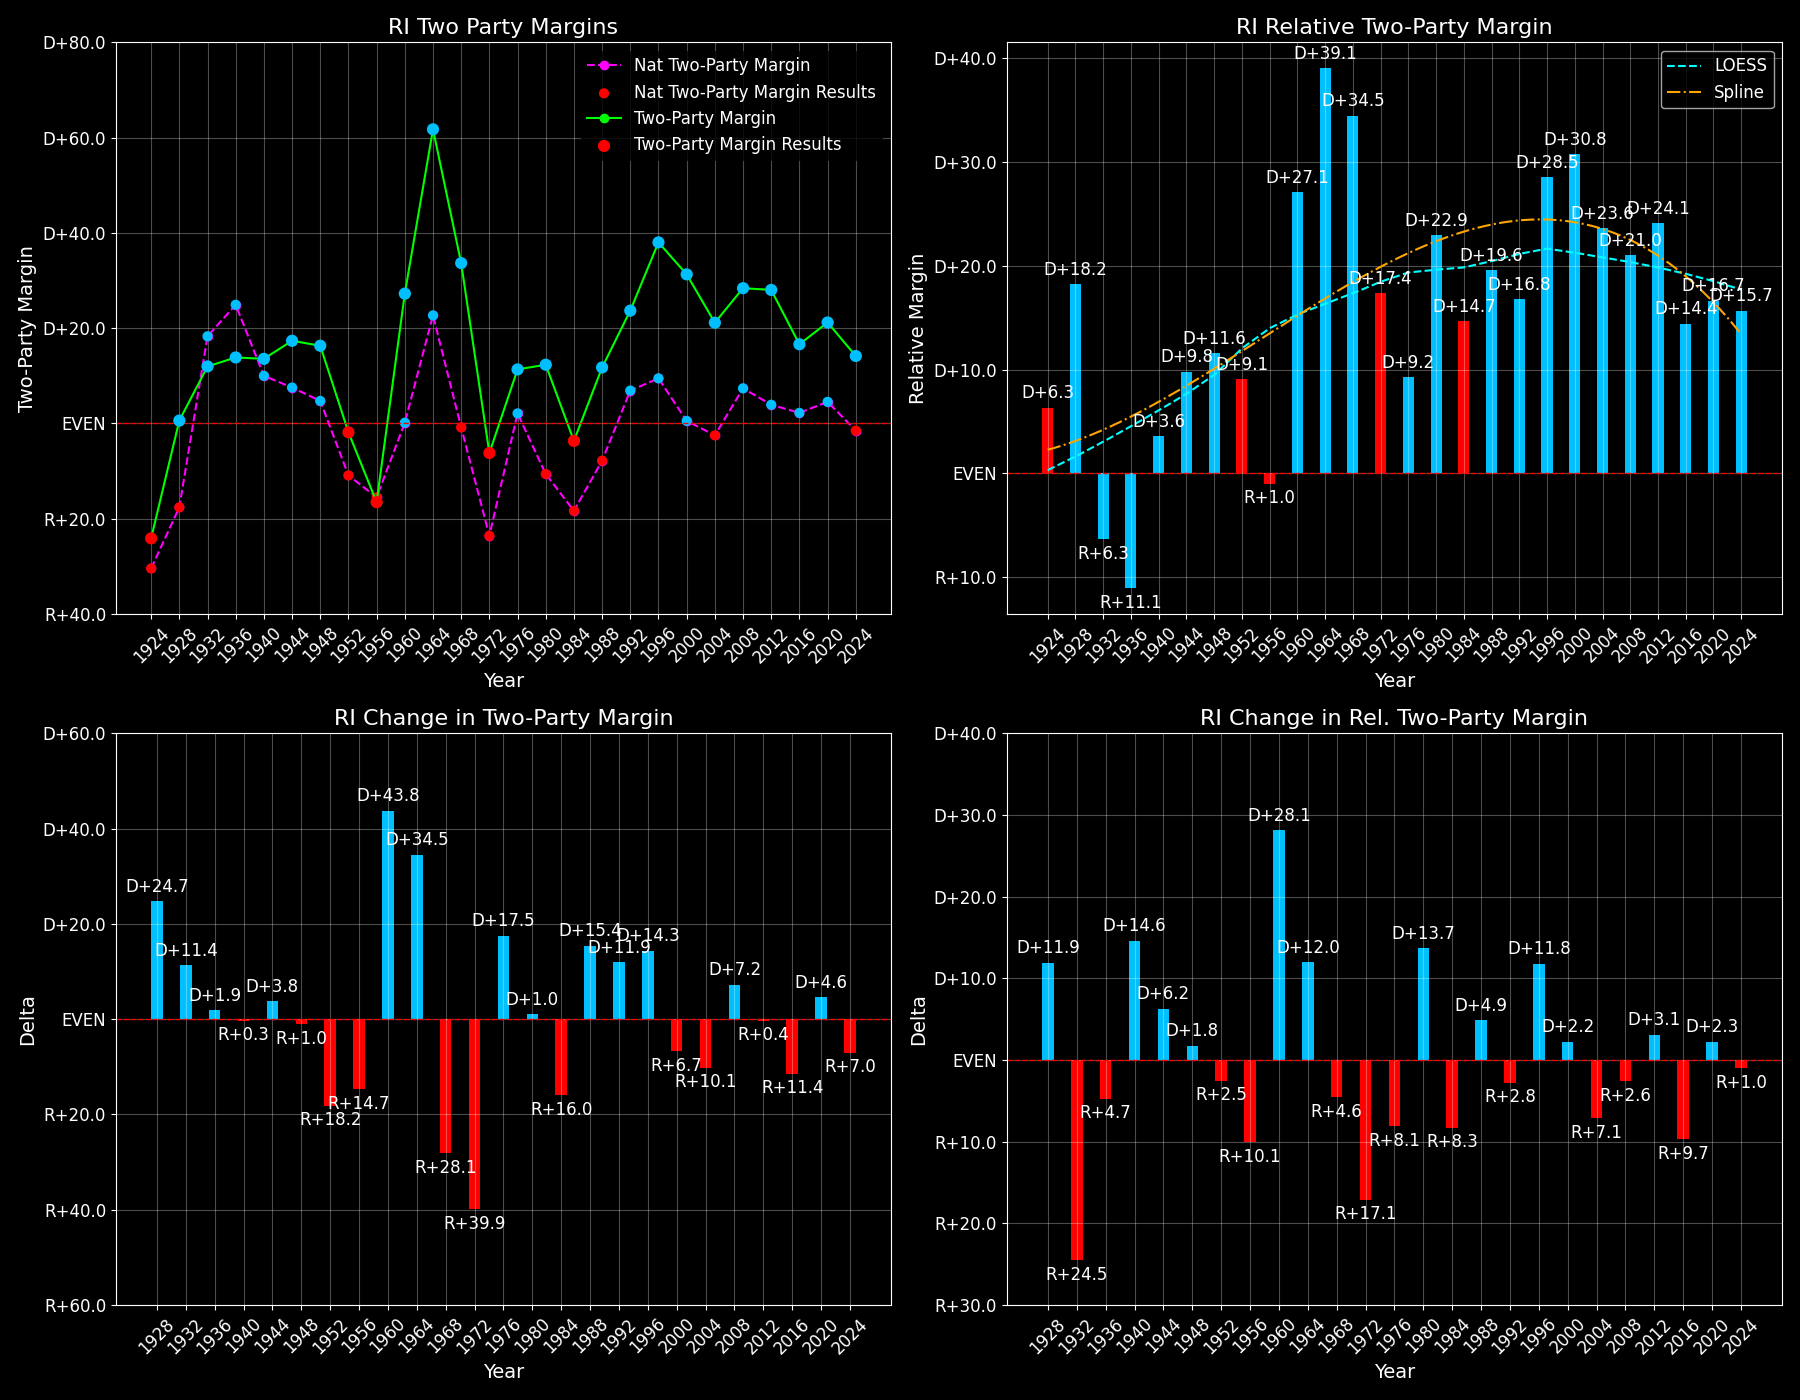 RI Two Party Margins
D+80.0
D+60.0
D+40.0
D+20.0
EVEN
R+20.0
R+40.0
Two-Party Margin
Nat Two-Party Margin
Nat Two-Party Margin Results
Two-Party Margin
Two-Party Margin Results
1924 1928 1932 1936 1940 1944 1948 1952 1956 1960 1964 1968 1972 1976 1980 1984 1988 1992 1996 2000 2004 2008 2012 2016 2020 2024
Year
RI Relative Two-Party Margin
D+40.0
D+30.0
D+20.0
D+10.0
EVEN
R+10.0
Relative Margin
LOESS
Spline
D+6.3 D+18.2 R+6.3 R+11.1 D+3.6 D+9.8 D+11.6 D+9.1 R+1.0 D+27.1 D+39.1 D+34.5 D+17.4 D+9.2 D+22.9 D+14.7 D+19.6 D+16.8 D+28.5 D+30.8 D+23.6 D+21.0 D+24.1 D+14.4 D+16.7 D+15.7
1924 1928 1932 1936 1940 1944 1948 1952 1956 1960 1964 1968 1972 1976 1980 1984 1988 1992 1996 2000 2004 2008 2012 2016 2020 2024
Year
RI Change in Two-Party Margin
D+60.0
D+40.0
D+20.0
EVEN
R+20.0
R+40.0
R+60.0
Delta
D+24.7 D+11.4 D+1.9 R+0.3 D+3.8 R+1.0 R+18.2 R+14.7 D+43.8 D+34.5 R+28.1 R+39.9 D+17.5 D+1.0 R+16.0 D+15.4 D+11.9 D+14.3 R+6.7 R+10.1 D+7.2 R+0.4 R+11.4 D+4.6 R+7.0
1928 1932 1936 1940 1944 1948 1952 1956 1960 1964 1968 1972 1976 1980 1984 1988 1992 1996 2000 2004 2008 2012 2016 2020 2024
Year
RI Change in Rel. Two-Party Margin
D+40.0
D+30.0
D+20.0
D+10.0
EVEN
R+10.0
R+20.0
R+30.0
Delta
D+11.9 R+24.5 R+4.7 D+14.6 D+6.2 D+1.8 R+2.5 R+10.1 D+28.1 D+12.0 R+4.6 R+17.1 R+8.1 D+13.7 R+8.3 D+4.9 R+2.8 D+11.8 D+2.2 R+7.1 R+2.6 D+3.1 R+9.7 D+2.3 R+1.0
1928 1932 1936 1940 1944 1948 1952 1956 1960 1964 1968 1972 1976 1980 1984 1988 1992 1996 2000 2004 2008 2012 2016 2020 2024
Year